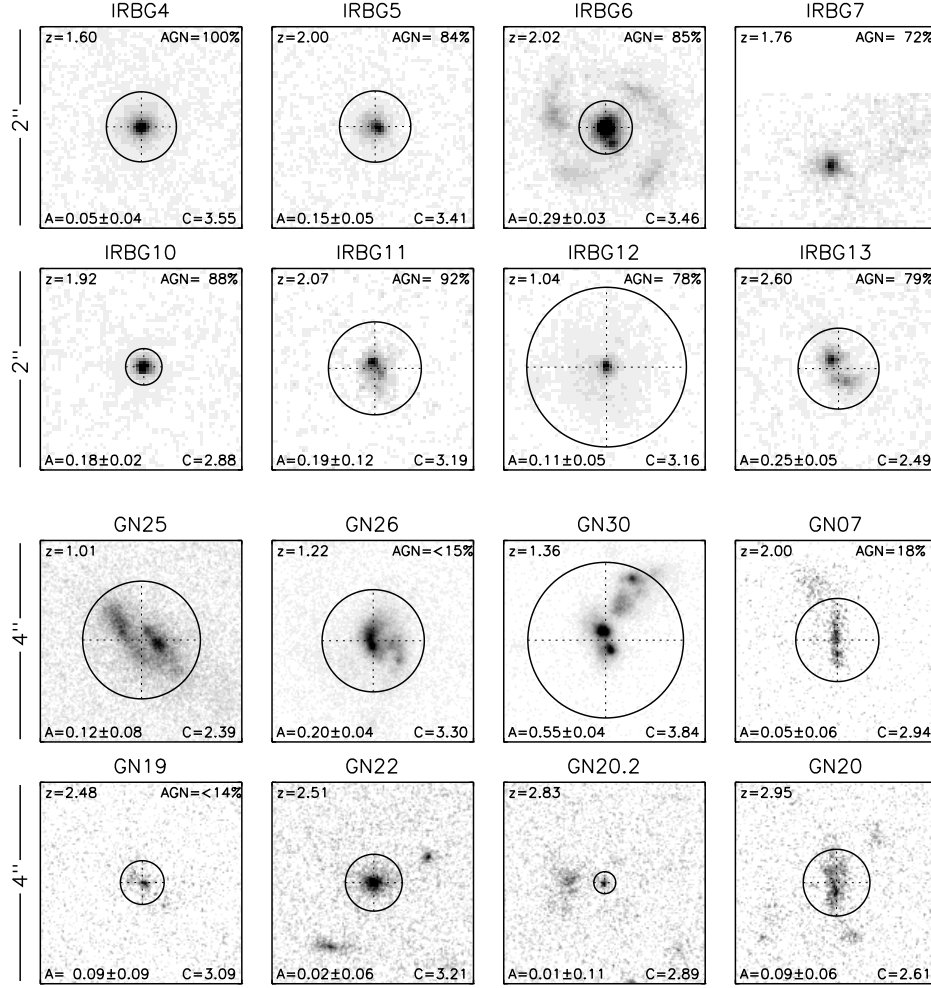 IRBG4 IRBG5 IRBG6 IRBG7
z=1.60 AGN=100% z=2.00 AGN= 84% z=2.02 AGN= 85% z=1.76 AGN= 72%
2''
A=0.05±0.04 C=3.55 A=0.15±0.05 C=3.41 A=0.29±0.03 C=3.46
IRBG10 IRBG11 IRBG12 IRBG13
z=1.92 AGN= 88% z=2.07 AGN= 92% z=1.04 AGN= 78% z=2.60 AGN= 79%
2''
A=0.18±0.02 C=2.88 A=0.19±0.12 C=3.19 A=0.11±0.05 C=3.16 A=0.25±0.05 C=2.49
GN25 GN26 GN30 GN07
z=1.01 z=1.22 AGN=<15% z=1.36 z=2.00 AGN=18%
4''
A=0.12±0.08 C=2.39 A=0.20±0.04 C=3.30 A=0.55±0.04 C=3.84 A=0.05±0.06 C=2.94
GN19 GN22 GN20.2 GN20
z=2.48 AGN=<14% z=2.51 z=2.83 z=2.95
4''
A= 0.09±0.09 C=3.09 A=0.02±0.06 C=3.21 A=0.01±0.11 C=2.89 A=0.09±0.06 C=2.61